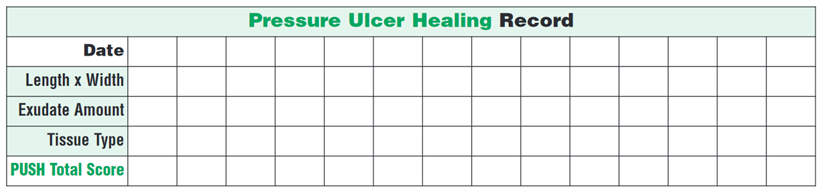 Pressure Ulcer Healing Record
Date
Length x Width
Exudate Amount
Tissue Type
PUSH Total Score